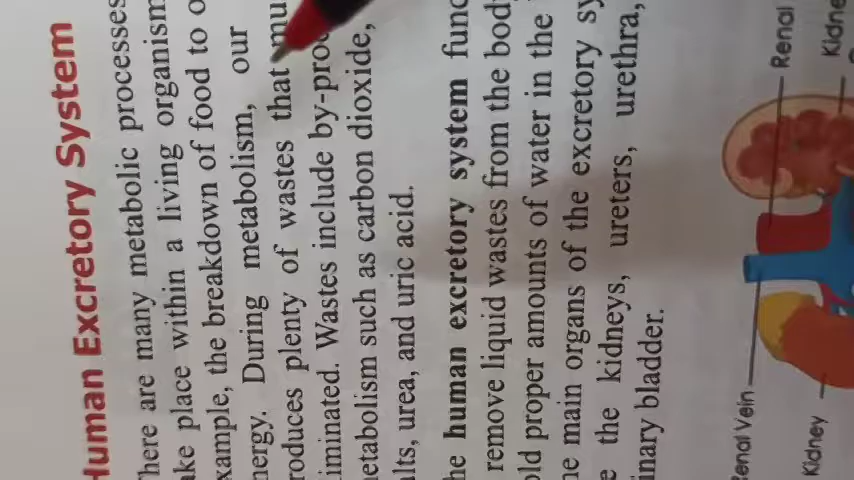 Human Excretory System
here are many metabolic processes
ake place within a living organism
xample, the breakdown of food to o
nergy. During metabolism, our
roduces plenty of wastes that mu
iminated. Wastes include by-prod
etabolism such as carbon dioxide,
alts, urea, and uric acid.
he human excretory system func
remove liquid wastes from the bod
old proper amounts of water in the
he main organs of the excretory sy
e the kidneys, ureters, urethra,
inary bladder.
Renal
Kidne
Renal Vein
Kidney